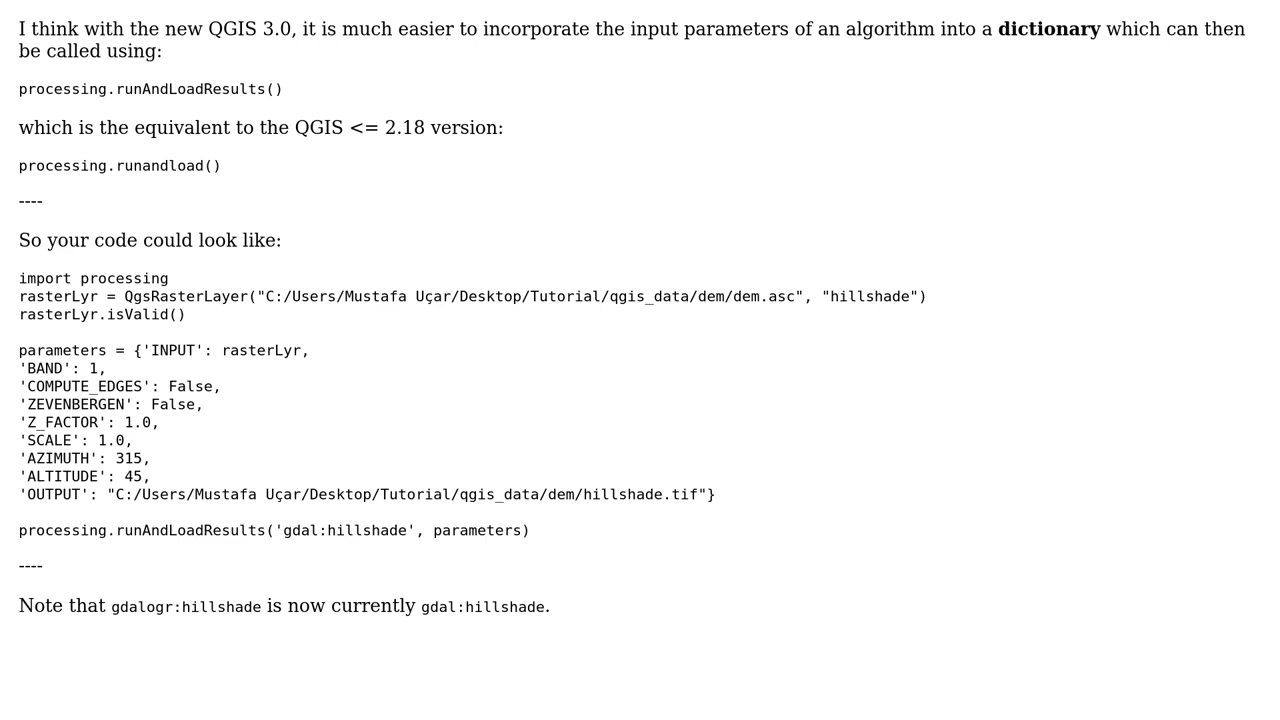 I think with the new QGIS 3.0, it is much easier to incorporate the input parameters of an algorithm into a dictionary which can then
be called using:
processing.runAndLoadResults()
which is the equivalent to the QGIS <= 2.18 version:
processing.runandload()
----
So your code could look like:
import processing
rasterLyr = QgsRasterLayer("C:/Users/Mustafa Uçar/Desktop/Tutorial/qgis_data/dem/dem.asc", "hillshade")
rasterLyr.isValid()
parameters = {'INPUT': rasterLyr,
'BAND': 1,
'COMPUTE_EDGES': False,
'ZEVENBERGEN': False,
'Z_FACTOR': 1.0,
'SCALE': 1.0,
'AZIMUTH': 315,
'ALTITUDE': 45,
'OUTPUT': "C:/Users/Mustafa Uçar/Desktop/Tutorial/qgis_data/dem/hillshade.tif"}
processing.runAndLoadResults('gdal:hillshade', parameters)
----
Note that gdalogr:hillshade is now currently gdal:hillshade.